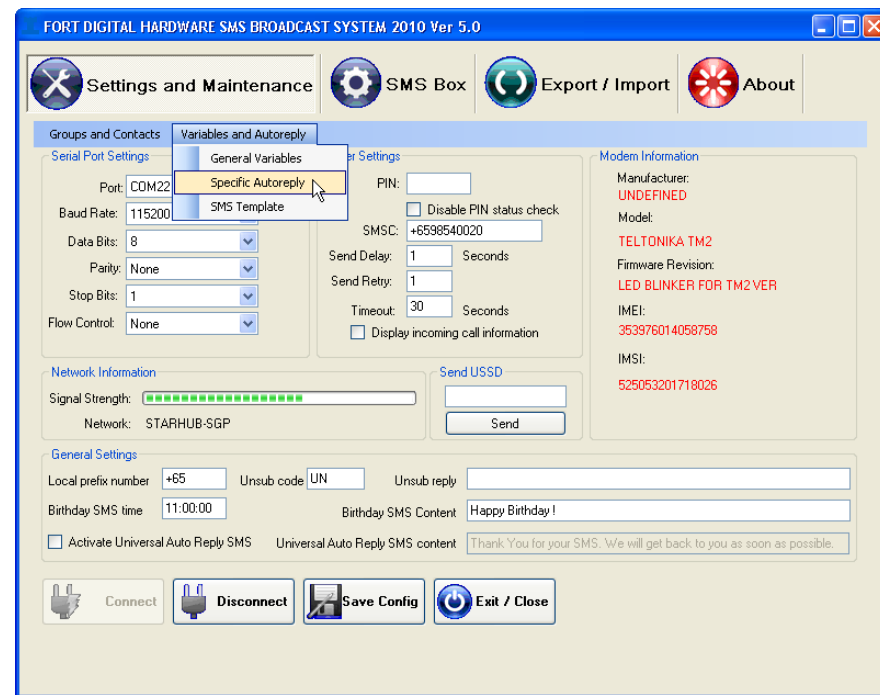 FORT DIGITAL HARDWARE SMS BROADCAST SYSTEM 2010 Ver 5.0
Settings and Maintenance SMS Box Export / Import About
Groups and Contacts Variables and Autoreply
General Variables
Specific Autoreply
SMS Template
Serial Port Settings
Port: COM22
Baud Rate: 115200
Data Bits: 8
Parity: None
Stop Bits: 1
Flow Control: None
er Settings
PIN:
Disable PIN status check
SMSC: +6598540020
Send Delay: 1 Seconds
Send Retry: 1
Timeout: 30 Seconds
Display incoming call information
Modem Information
Manufacturer:
UNDEFINED
Model:
TELTONIKA TM2
Firmware Revision:
LED BLINKER FOR TM2 VER
IMEI:
353976014058758
IMSI:
525053201718026
Network Information
Signal Strength:
Network: STARHUB-SGP
Send USSD
Send
General Settings
Local prefix number +65 Unsub code UN Unsub reply
Birthday SMS time 11:00:00 Birthday SMS Content Happy Birthday !
Activate Universal Auto Reply SMS Universal Auto Reply SMS content Thank You for your SMS. We will get back to you as soon as possible.
Connect Disconnect Save Config Exit / Close